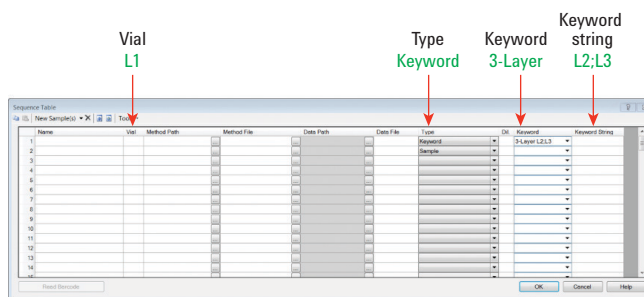 Vial
L1
Type
Keyword
Keyword
3-Layer
Keyword
string
L2;L3
Sequence Table
New Sample(s)
Name Vial Method Path Method File Data Path Data File Type Dil. Keyword Keyword String
1 Keyword 3-Layer L2;L3
2 Sample
3
4
5
6
7
8
9
10
11
12
13
14
Read Barcode OK Cancel Help